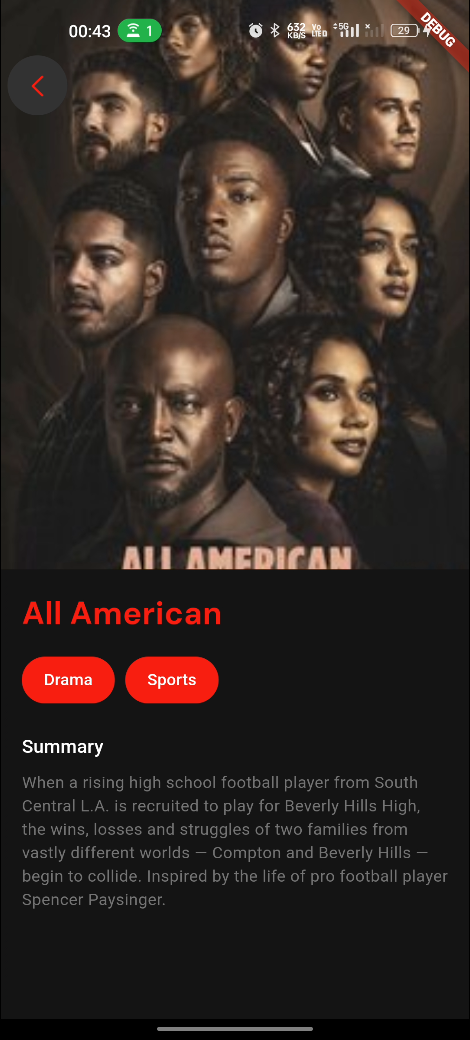 00:43 1 632 KB/S Vo LTE D 5G 29
DEBUG
ALL AMERICAN
All American
Drama Sports
Summary
When a rising high school football player from South
Central L.A. is recruited to play for Beverly Hills High,
the wins, losses and struggles of two families from
vastly different worlds — Compton and Beverly Hills —
begin to collide. Inspired by the life of pro football player
Spencer Paysinger.